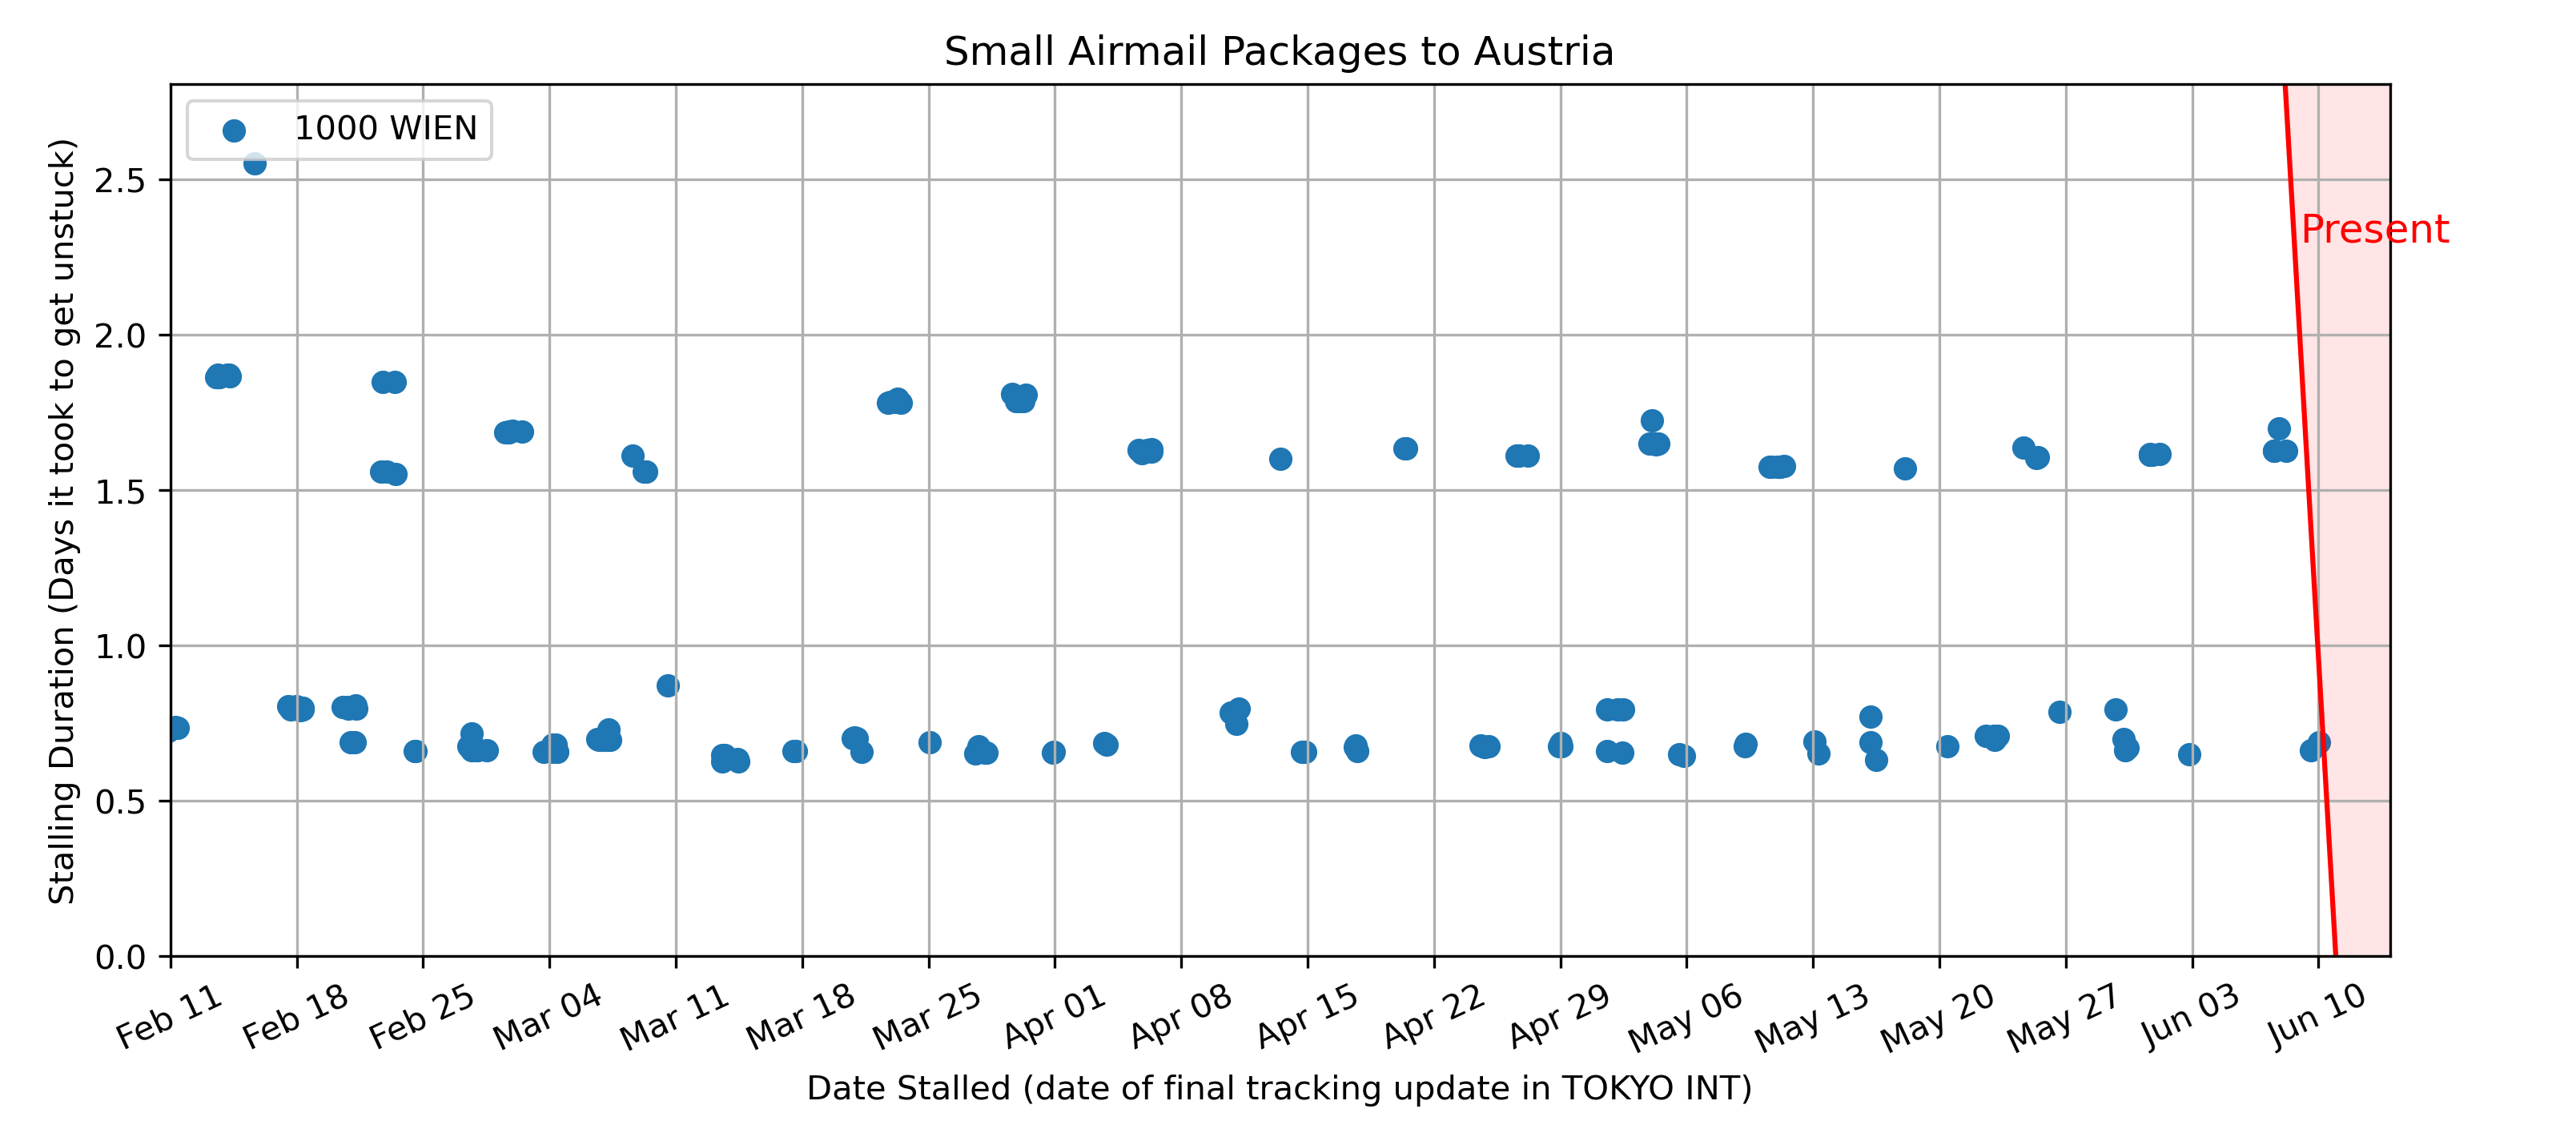 Small Airmail Packages to Austria
1000 WIEN
Present
Stalling Duration (Days it took to get unstuck)
2.5
2.0
1.5
1.0
0.5
0.0
Feb 11
Feb 18
Feb 25
Mar 04
Mar 11
Mar 18
Mar 25
Apr 01
Apr 08
Apr 15
Apr 22
Apr 29
May 06
May 13
May 20
May 27
Jun 03
Jun 10
Date Stalled (date of final tracking update in TOKYO INT)